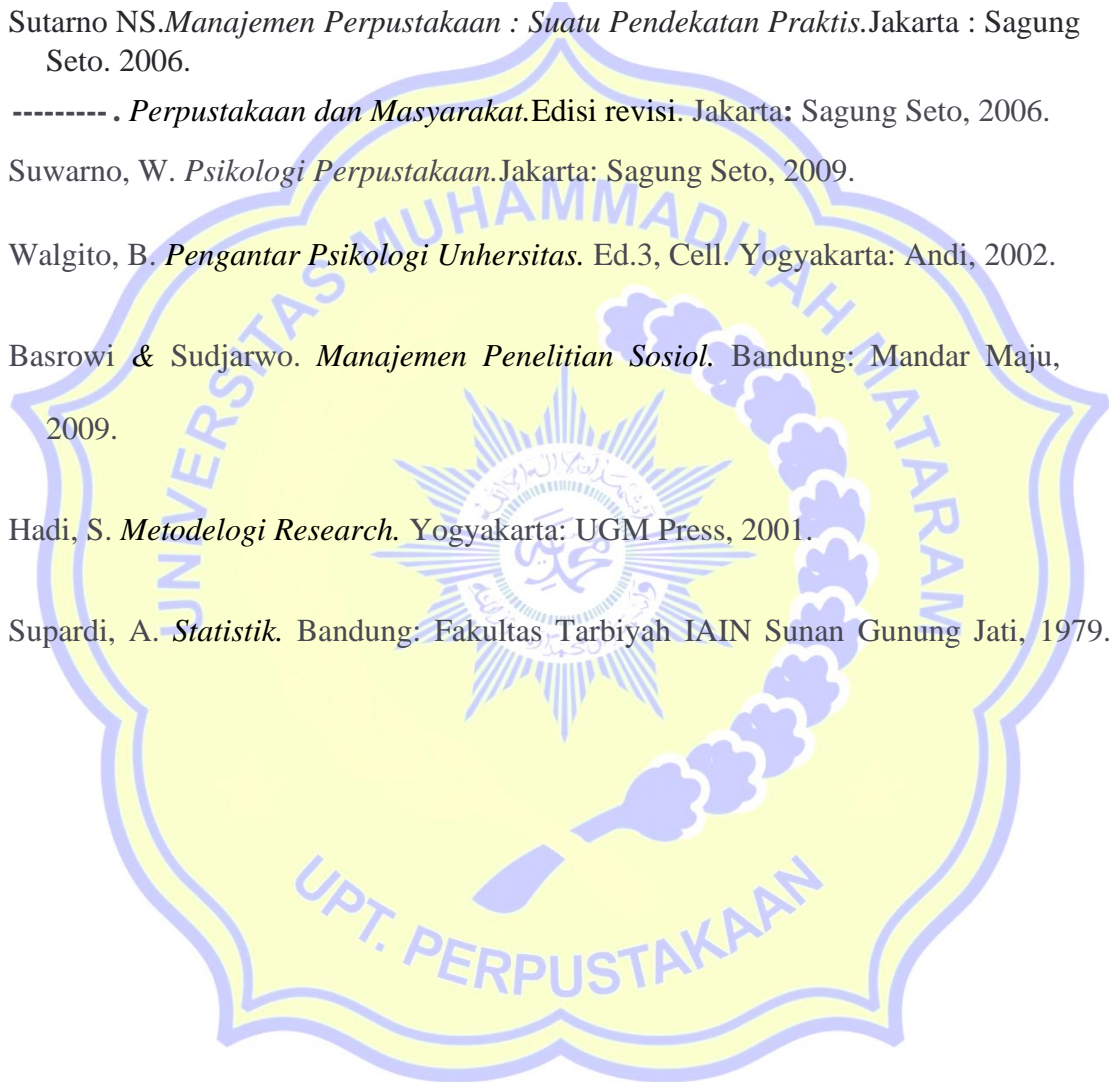 Sutarno NS.Manajemen Perpustakaan : Suatu Pendekatan Praktis.Jakarta : Sagung
Seto. 2006.
--------- . Perpustakaan dan Masyarakat.Edisi revisi. Jakarta: Sagung Seto, 2006.
Suwarno, W. Psikologi Perpustakaan.Jakarta: Sagung Seto, 2009.
Walgito, B. Pengantar Psikologi Unhersitas. Ed.3, Cell. Yogyakarta: Andi, 2002.
Basrowi & Sudjarwo. Manajemen Penelitian Sosiol. Bandung: Mandar Maju,
2009.
Hadi, S. Metodelogi Research. Yogyakarta: UGM Press, 2001.
Supardi, A. Statistik. Bandung: Fakultas Tarbiyah IAIN Sunan Gunung Jati, 1979.
UNIVERSITAS MUHAMMADIYAH MATARAM
محمد
UPT. PERPUSTAKAAN